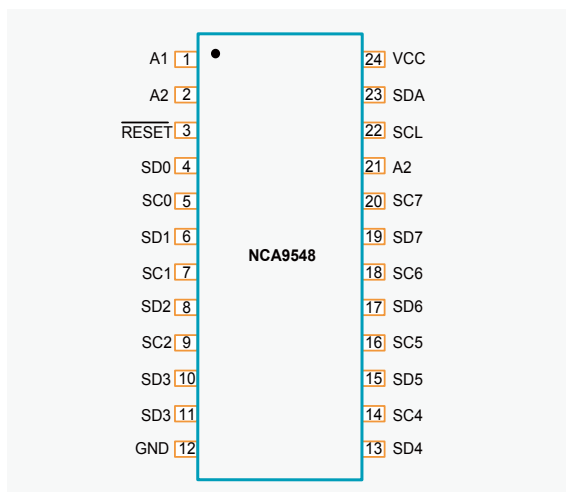 A1 1 24 VCC
A2 2 23 SDA
RESET 3 22 SCL
SD0 4 21 A2
SC0 5 20 SC7
SD1 6 19 SD7
NCA9548
SC1 7 18 SC6
SD2 8 17 SD6
SC2 9 16 SC5
SD3 10 15 SD5
SD3 11 14 SC4
GND 12 13 SD4